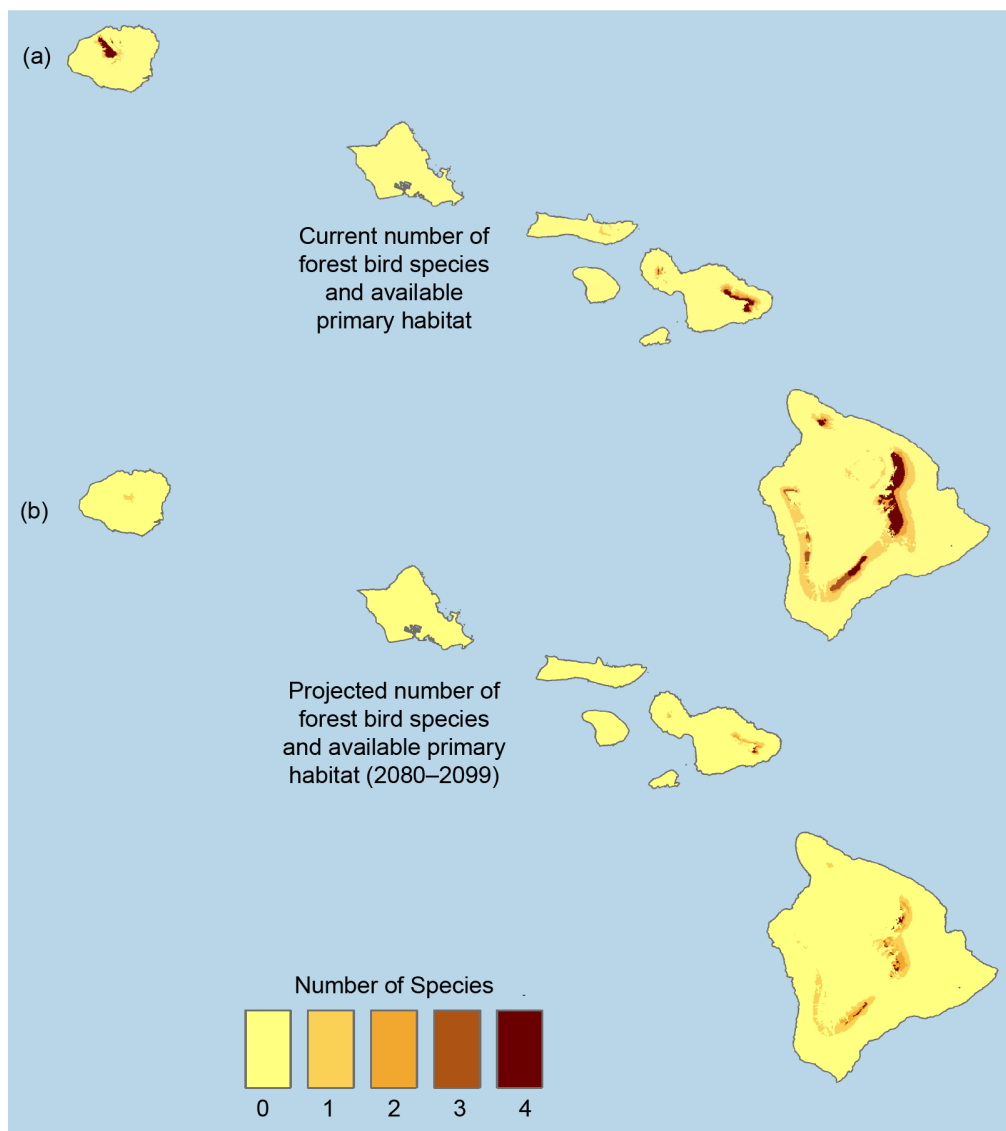 (a)
Current number of
forest bird species
and available
primary habitat
(b)
Projected number of
forest bird species
and available primary
habitat (2080–2099)
Number of Species
0 1 2 3 4